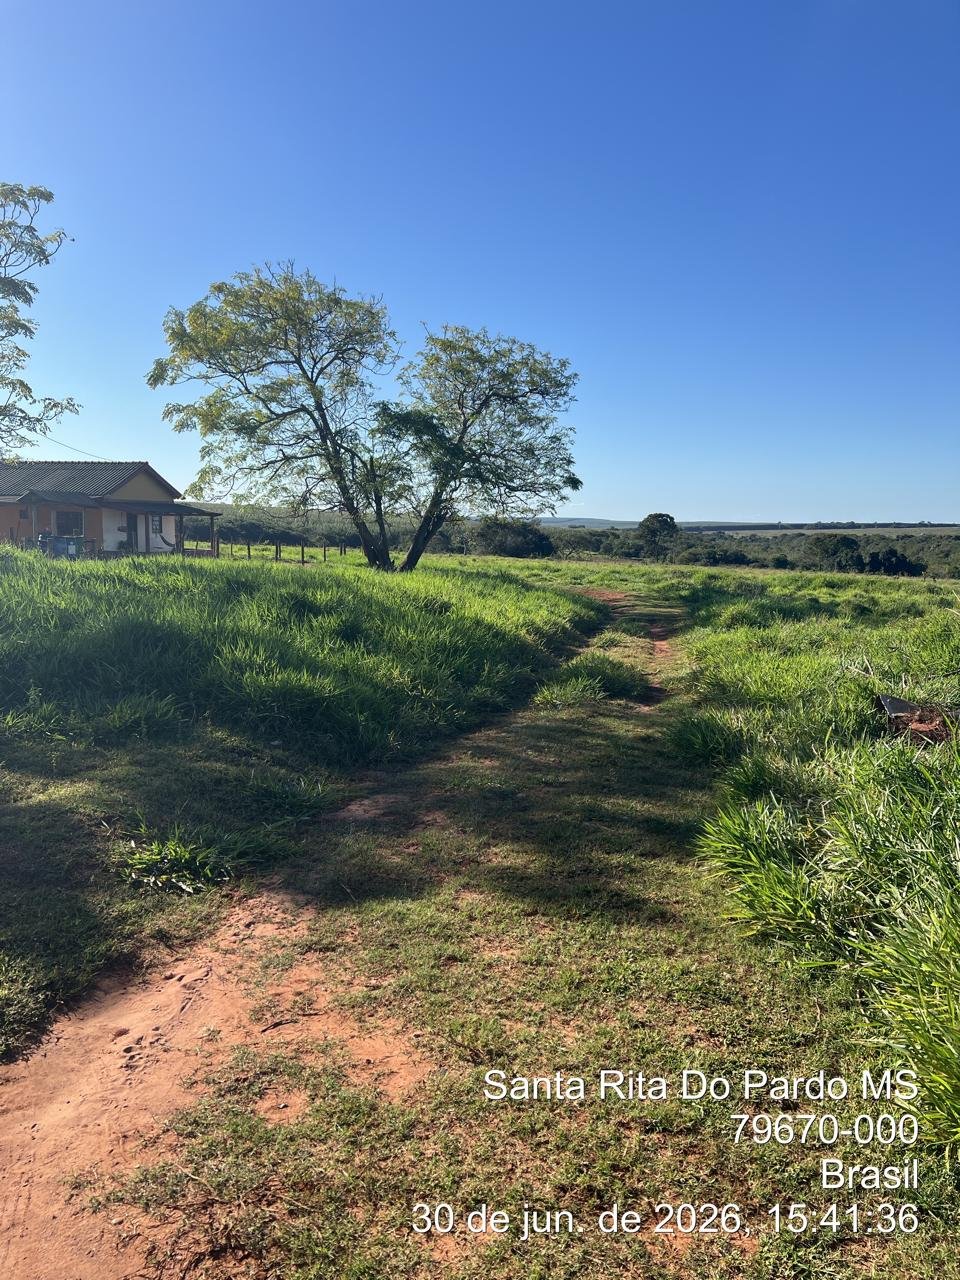 Santa Rita Do Pardo MS
79670-000
Brasil
30 de jun. de 2026, 15:41:36